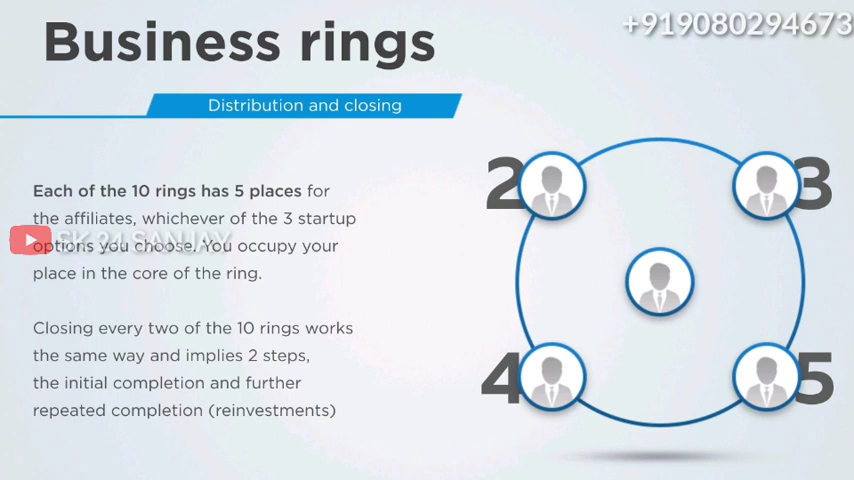 Business rings
+919080294673
Distribution and closing
Each of the 10 rings has 5 places for
the affiliates, whichever of the 3 startup
options you choose. You occupy your
SK 24 SANJAY
place in the core of the ring.
Closing every two of the 10 rings works
the same way and implies 2 steps,
the initial completion and further
repeated completion (reinvestments)
2
3
4
5